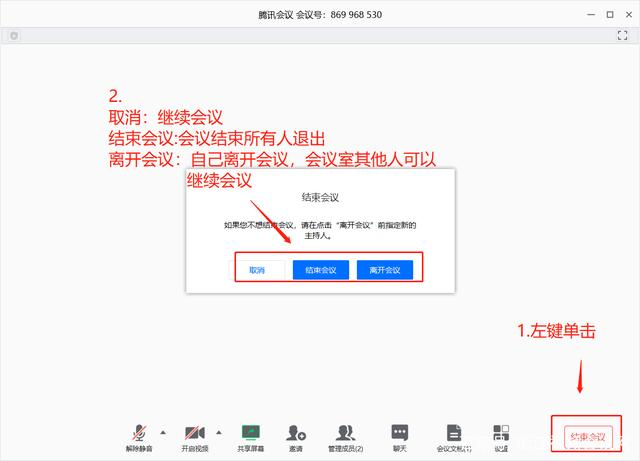 腾讯会议 会议号：869 968 530
2.
取消：继续会议
结束会议:会议结束所有人退出
离开会议：自己离开会议，会议室其他人可以
继续会议
结束会议
如果您不想结束会议，请在点击“离开会议”前指定新的
主持人。
取消 结束会议 离开会议
1.左键单击
解除静音 开启视频 共享屏幕 邀请 管理成员(2) 聊天 会议文档 设置 结束会议